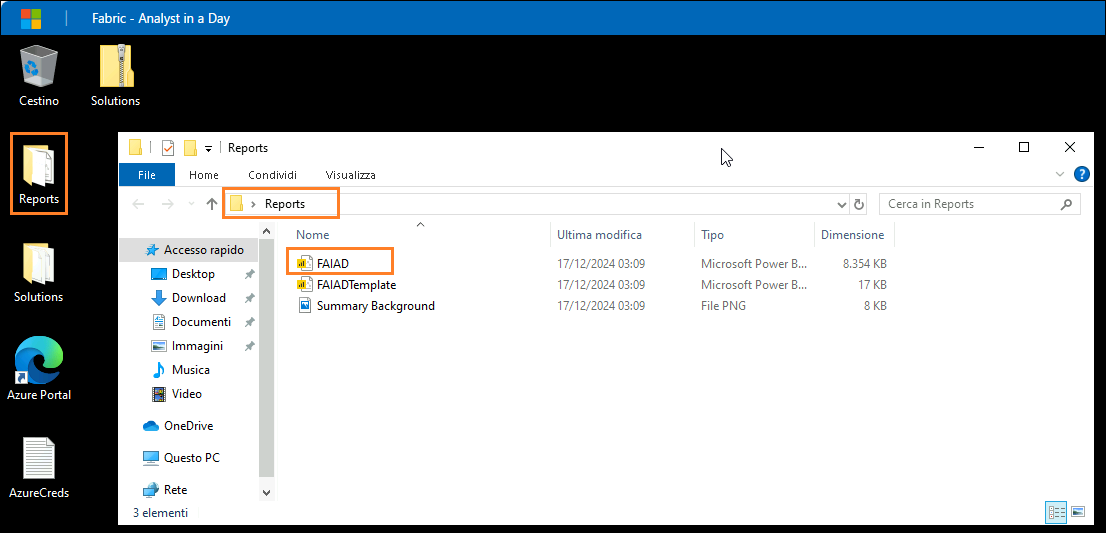 Fabric - Analyst in a Day
Cestino
Solutions
Reports
Solutions
Azure Portal
AzureCreds
Reports
File
Home
Condividi
Visualizza
Reports
Cerca in Reports
Accesso rapido
Desktop
Download
Documenti
Immagini
Musica
Video
OneDrive
Questo PC
Rete
Nome Ultima modifica Tipo Dimensione
FAIAD 17/12/2024 03:09 Microsoft Power B... 8.354 KB
FAIADTemplate 17/12/2024 03:09 Microsoft Power B... 17 KB
Summary Background 17/12/2024 03:09 File PNG 8 KB
3 elementi